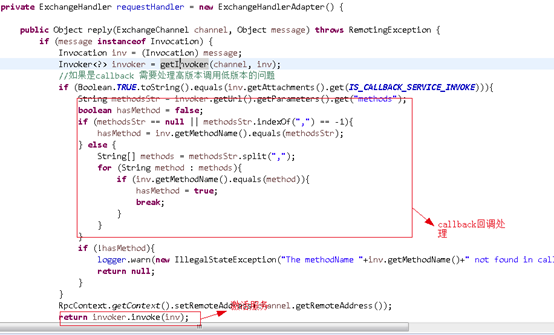 private ExchangeHandler requestHandler = new ExchangeHandlerAdapter() {
public Object reply(ExchangeChannel channel, Object message) throws RemotingException {
if (message instanceof Invocation) {
Invocation inv = (Invocation) message;
Invoker<?> invoker = getInvoker(channel, inv);
//如果是callback 需要处理高版本调用低版本的问题
if (Boolean.TRUE.toString().equals(inv.getAttachments().get(IS_CALLBACK_SERVICE_INVOKE))){
String methodsStr = invoker.getUrl().getParameters().get("methods");
boolean hasMethod = false;
if (methodsStr == null || methodsStr.indexOf(",") == -1){
hasMethod = inv.getMethodName().equals(methodsStr);
} else {
String[] methods = methodsStr.split(",");
for (String method : methods){
if (inv.getMethodName().equals(method)){
hasMethod = true;
break;
}
}
}
callback回调处
理
if (!hasMethod){
logger.warn(new IllegalStateException("The methodName "+inv.getMethodName()+" not found in call
return null;
}
}
RpcContext.getContext().setRemoteAddress(channel.getRemoteAddress());
return invoker.invoke(inv);